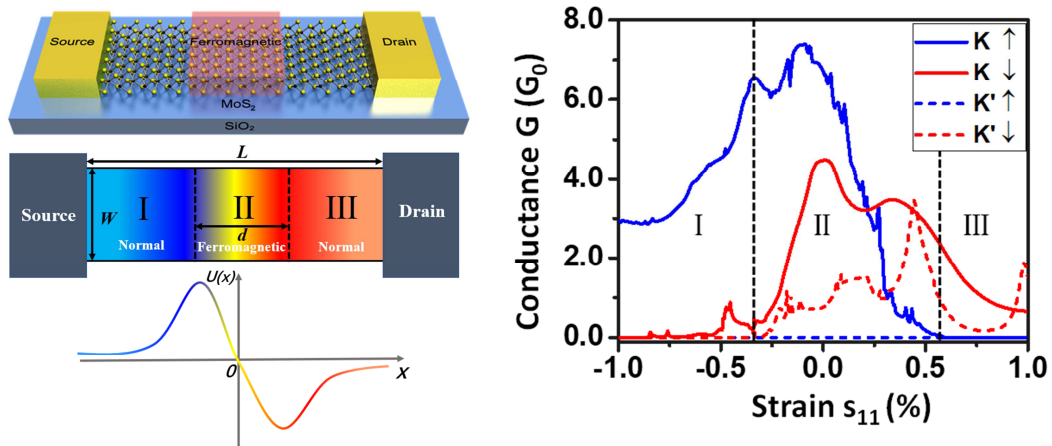 Source Ferromagnetic Drain
MoS₂
SiO₂
L
Source W I II III Drain
d
Normal Ferromagnetic Normal
U(x)
0 X
Conductance G (G₀)
8.0
6.0
4.0
2.0
0.0
K ↑
K ↓
K' ↑
K' ↓
I II III
-1.0 -0.5 0.0 0.5 1.0
Strain s₁₁ (%)